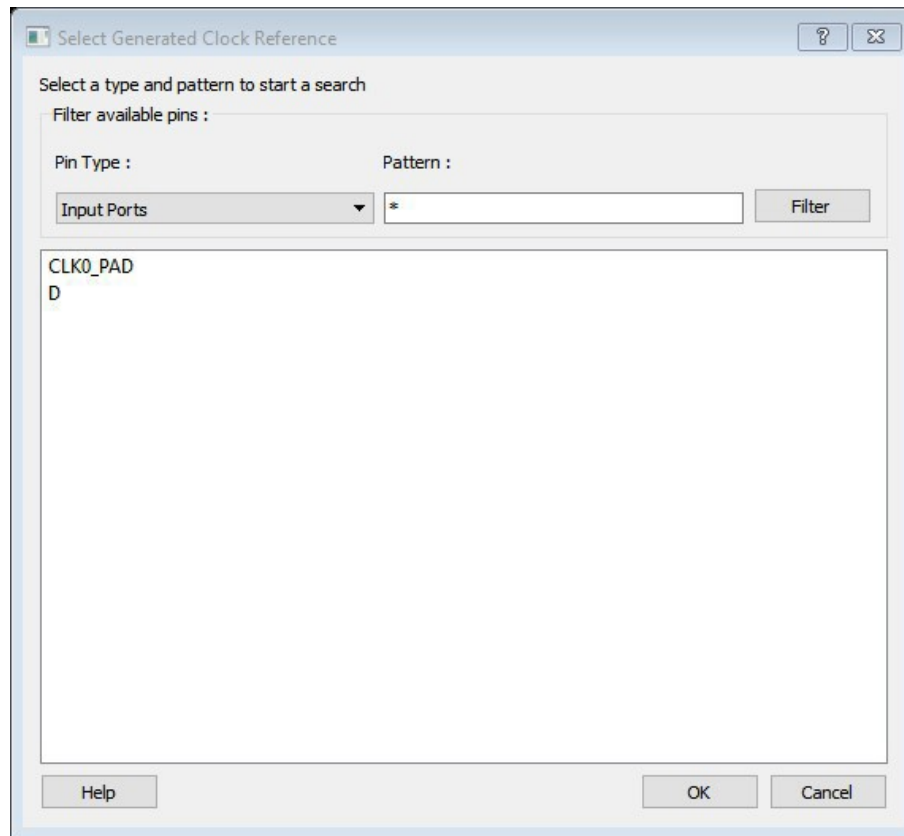 Select Generated Clock Reference
Select a type and pattern to start a search
Filter available pins :
Pin Type :
Pattern :
Input Ports
*
Filter
CLK0_PAD
D
Help
OK
Cancel